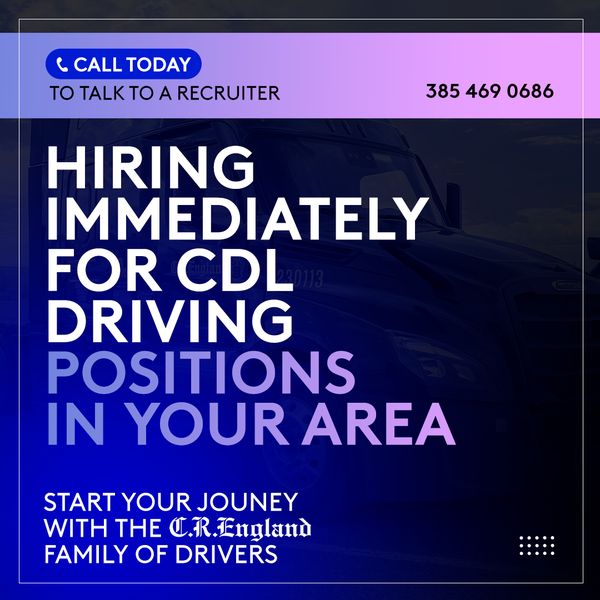 CALL TODAY
TO TALK TO A RECRUITER
385 469 0686
HIRING
IMMEDIATELY
FOR CDL
DRIVING
POSITIONS
IN YOUR AREA
230113
START YOUR JOUNEY
WITH THE C.R.England
FAMILY OF DRIVERS